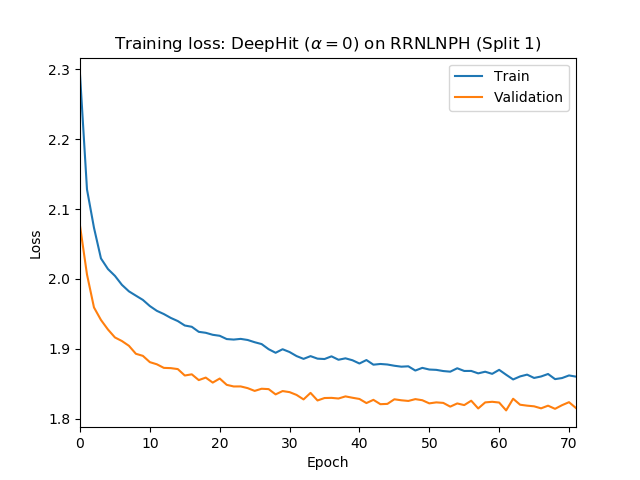 Training loss: DeepHit (α = 0) on RRNLNPH (Split 1)
2.3
2.2
2.1
2.0
1.9
1.8
Loss
Train
Validation
0 10 20 30 40 50 60 70
Epoch